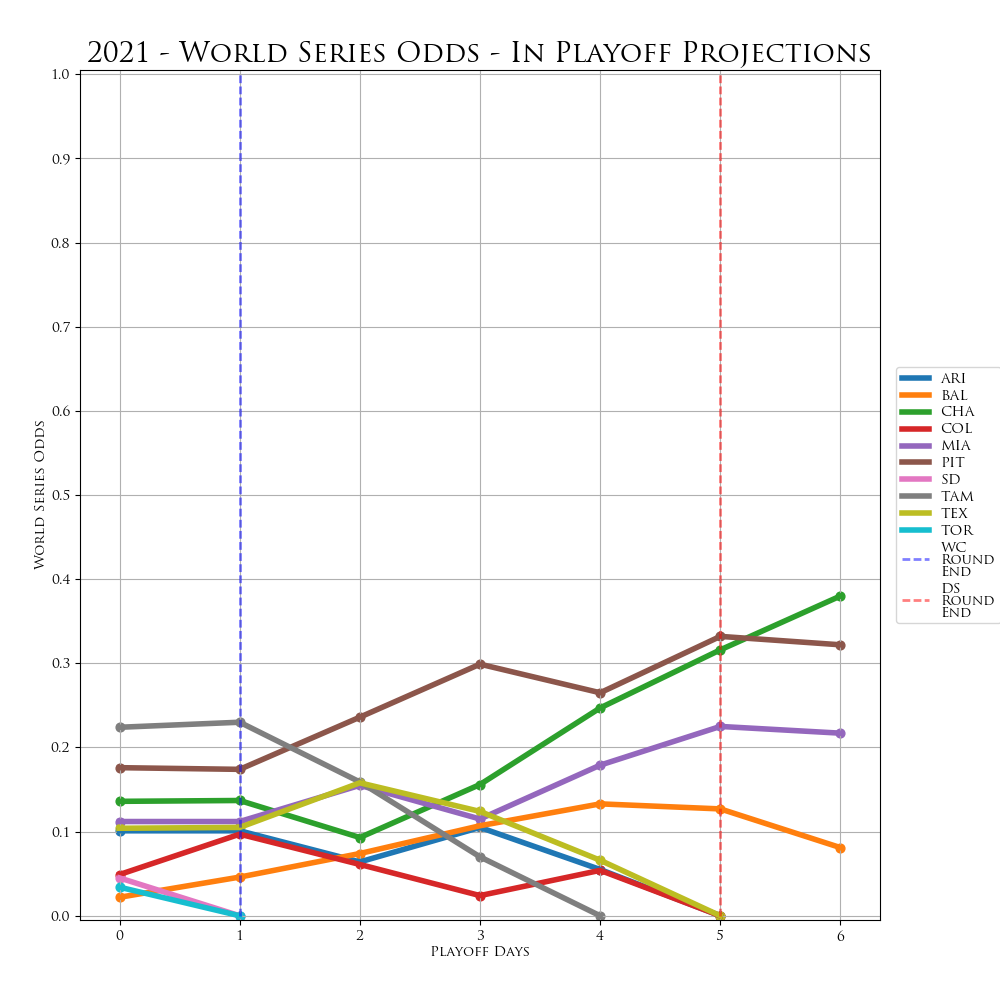 2021 - World Series Odds - In Playoff Projections
1.0
0.9
0.8
0.7
0.6
0.5
0.4
0.3
0.2
0.1
0.0
World Series Odds
0 1 2 3 4 5 6
Playoff Days
ARI
BAL
CHA
COL
MIA
PIT
SD
TAM
TEX
TOR
WC
Round
End
DS
Round
End